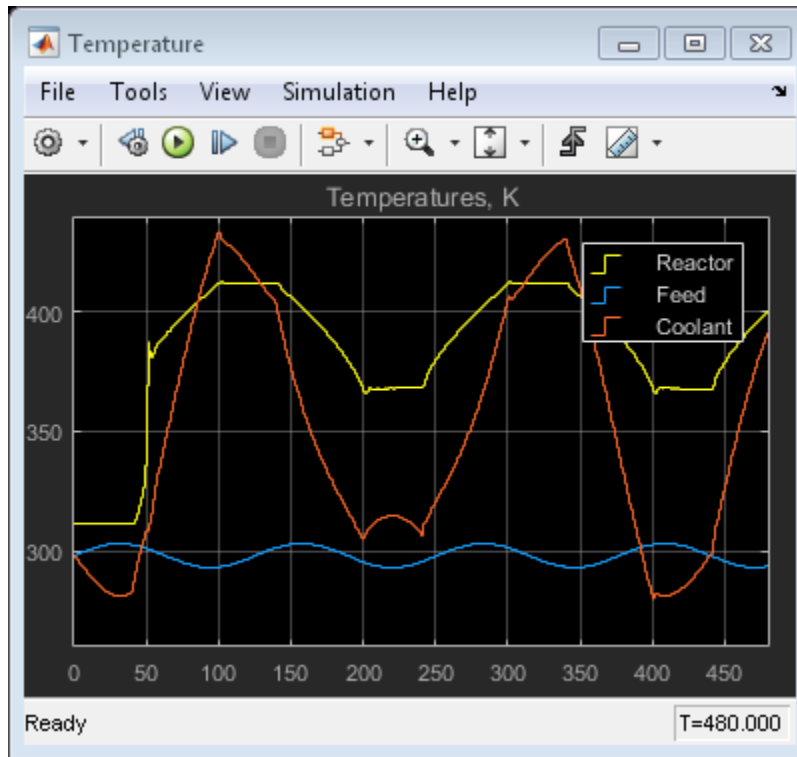 Temperature
File Tools View Simulation Help
Temperatures, K
Reactor
Feed
Coolant
400
350
300
0 50 100 150 200 250 300 350 400 450
Ready T=480.000